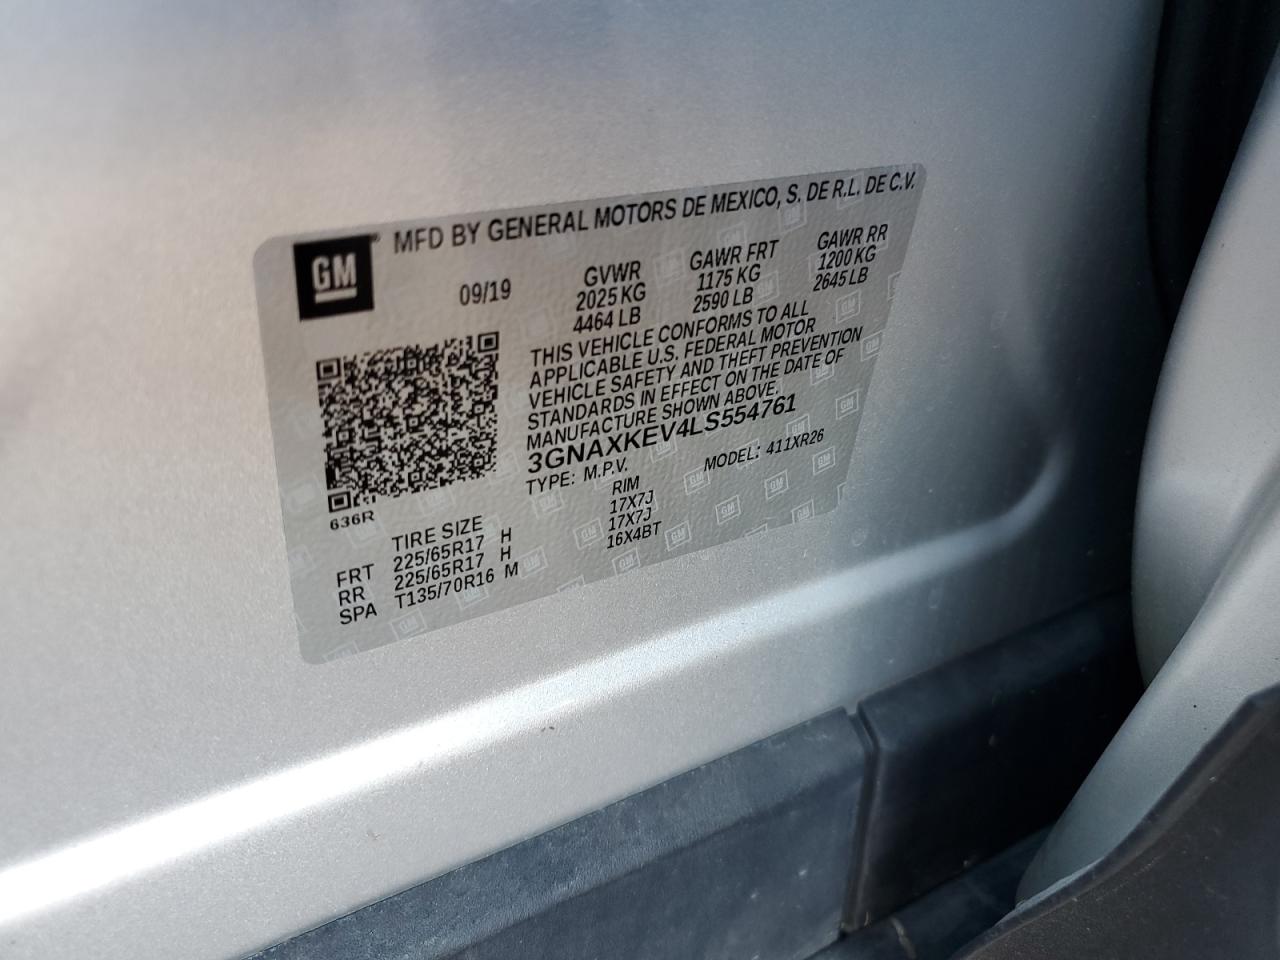 GM
MFD BY GENERAL MOTORS DE MEXICO, S. DE R.L. DE C.V.
09/19
GVWR GAWR FRT GAWR RR
2025 KG 1175 KG 1200 KG
4464 LB 2590 LB 2645 LB
THIS VEHICLE CONFORMS TO ALL
APPLICABLE U.S. FEDERAL MOTOR
VEHICLE SAFETY AND THEFT PREVENTION
STANDARDS IN EFFECT ON THE DATE OF
MANUFACTURE SHOWN ABOVE.
3GNAXKEV4LS554761
TYPE: M.P.V. MODEL: 411XR26
636R
TIRE SIZE RIM
FRT 225/65R17 H 17X7J
RR 225/65R17 H 17X7J
SPA T135/70R16 M 16X4BT